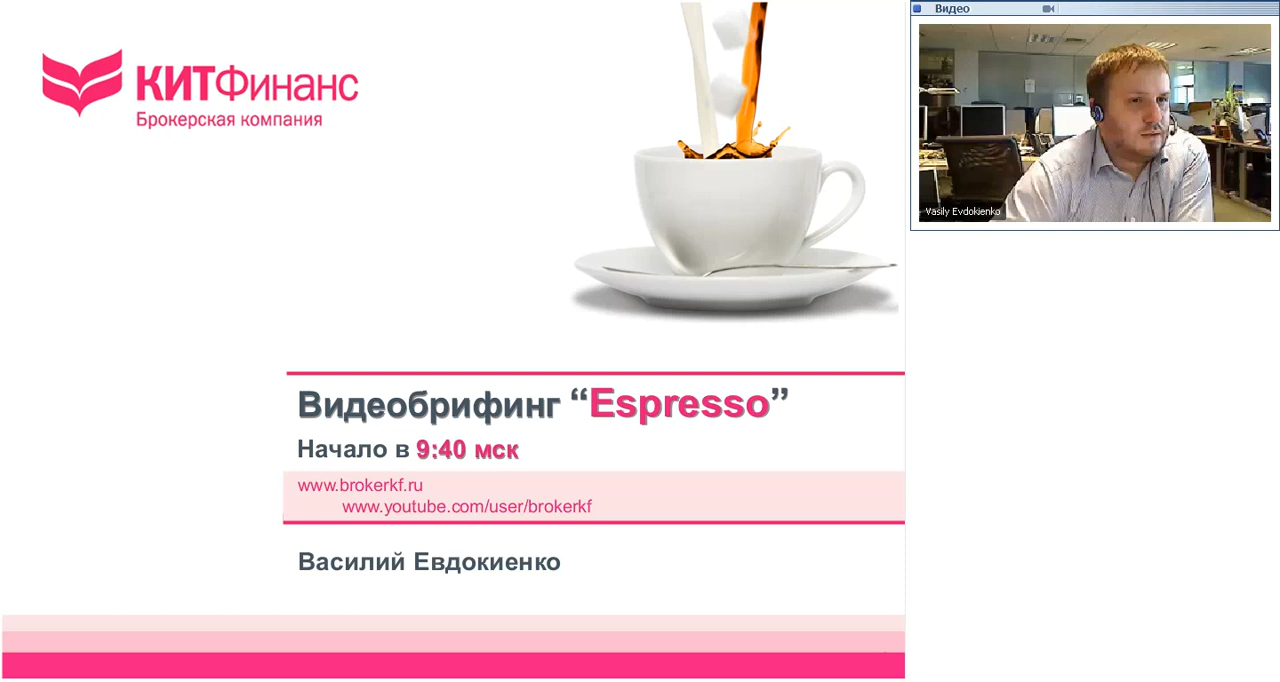 КИТФинанс
Брокерская компания
Видеобрифинг “Espresso”
Начало в 9:40 мск
www.brokerkf.ru
www.youtube.com/user/brokerkf
Василий Евдокиенко
Видео
Vasily Evdokienko